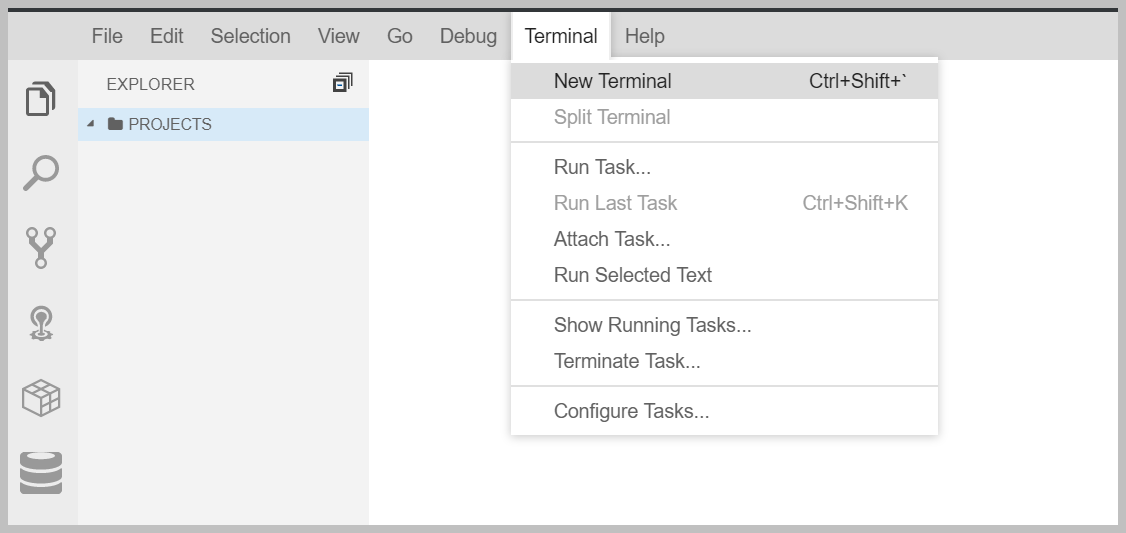 File Edit Selection View Go Debug Terminal Help
EXPLORER
PROJECTS
New Terminal Ctrl+Shift+`
Split Terminal
Run Task...
Run Last Task Ctrl+Shift+K
Attach Task...
Run Selected Text
Show Running Tasks...
Terminate Task...
Configure Tasks...